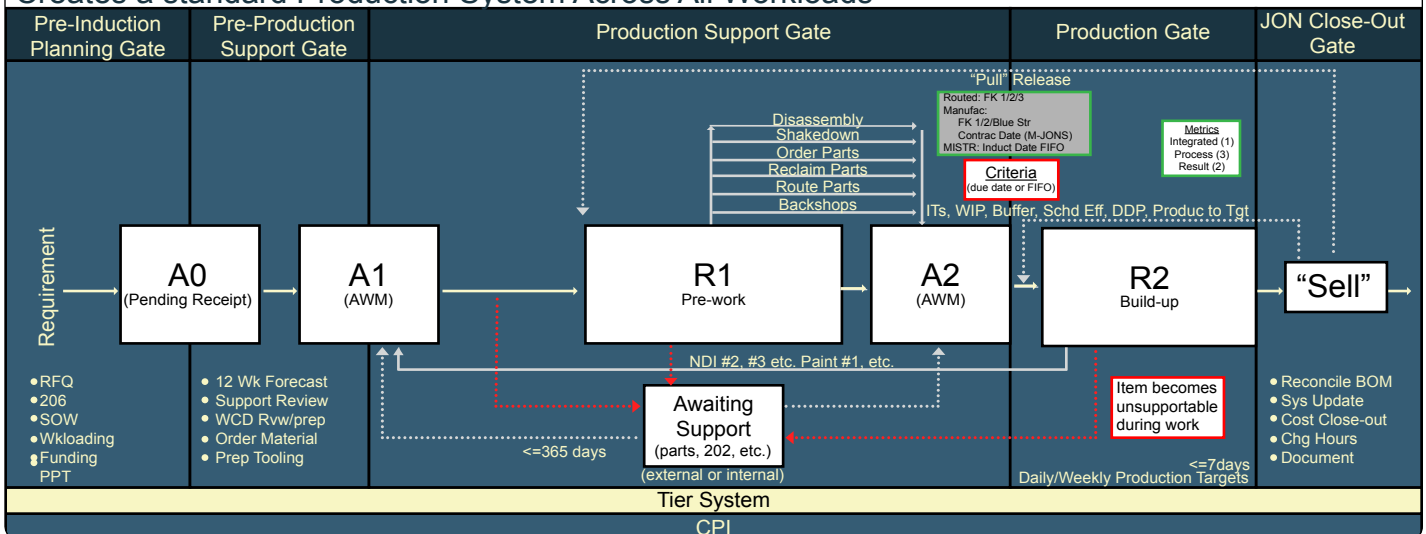 Creates a standard Production System Across All Workloads
Pre-Induction
Planning Gate
Pre-Production
Support Gate
Production Support Gate
Production Gate
JON Close-Out
Gate
“Pull” Release
Routed: FK 1/2/3
Manufac:
FK 1/2/Blue Str
Contrac Date (M-JONS)
MISTR: Induct Date FIFO
Metrics
Integrated (1)
Process (3)
Result (2)
Disassembly
Shakedown
Order Parts
Reclaim Parts
Route Parts
Backshops
Criteria
(due date or FIFO)
ITs, WIP, Buffer, Schd Eff, DDP, Produc to Tgt
Requirement
A0
(Pending Receipt)
A1
(AWM)
R1
Pre-work
A2
(AWM)
R2
Build-up
“Sell”
NDI #2, #3 etc. Paint #1, etc.
• RFQ
• 206
• SOW
• Wkloading
• Funding
• PPT
• 12 Wk Forecast
• Support Review
• WCD Rvw/prep
• Order Material
• Prep Tooling
<=365 days
Awaiting
Support
(parts, 202, etc.)
(external or internal)
Item becomes
unsupportable
during work
<=7days
Daily/Weekly Production Targets
• Reconcile BOM
• Sys Update
• Cost Close-out
• Chg Hours
• Document
Tier System
CPI